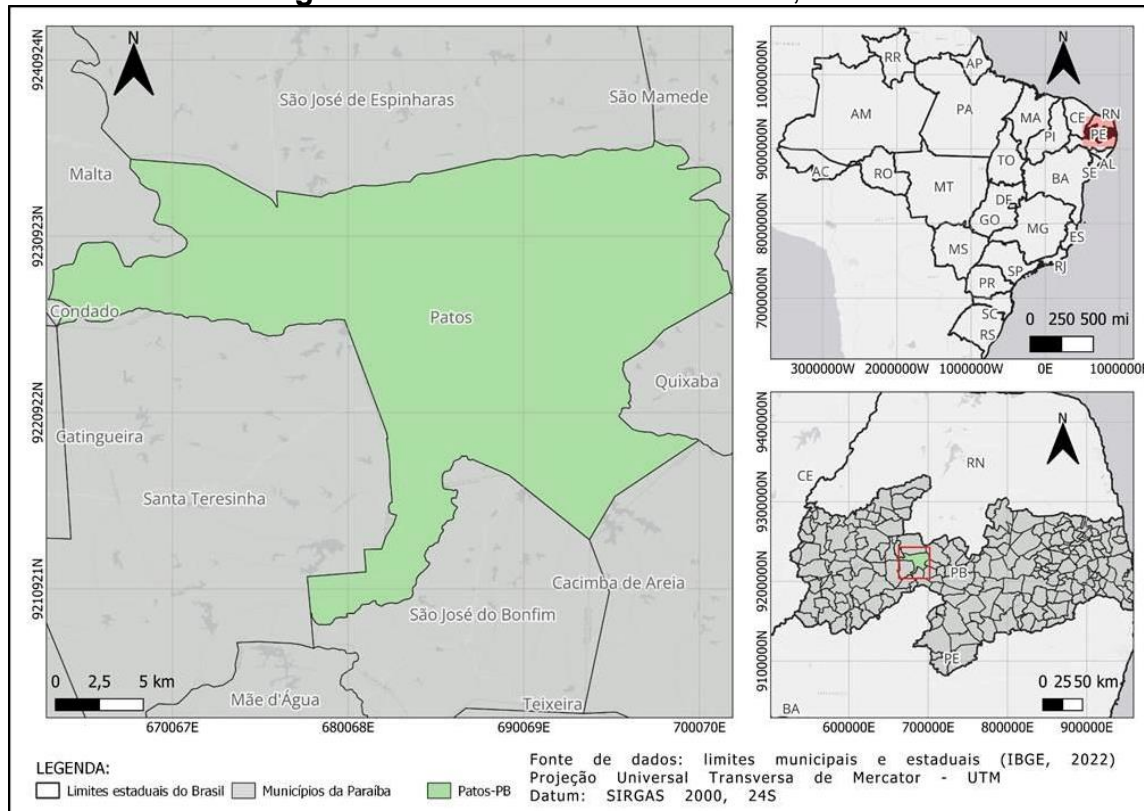 N
9240924N
9230923N
9220922N
9210921N
São José de Espinharas
São Mamede
Malta
Condado
Patos
Quixaba
Catingueira
Santa Teresinha
Cacimba de Areia
São José do Bonfim
Mãe d'Água
Teixeira
0 2,5 5 km
670067E 680068E 690069E 700070E
N
10000000N
9000000N
8000000N
7000000N
RR
AP
AM
PA
MA
CE
RN
PI
PE
AL
SE
TO
AC
RO
MT
BA
DF
GO
MG
ES
MS
SP
RJ
PR
SC
RS
0 250 500 mi
3000000W 2000000W 1000000W 0E 1000000E
N
9400000N
9300000N
9200000N
9100000N
CE
RN
PB
PE
BA
0 25 50 km
600000E 700000E 800000E 900000E
LEGENDA:
Limites estaduais do Brasil Municípios da Paraíba Patos-PB
Fonte de dados: limites municipais e estaduais (IBGE, 2022)
Projeção Universal Transversa de Mercator - UTM
Datum: SIRGAS 2000, 24S